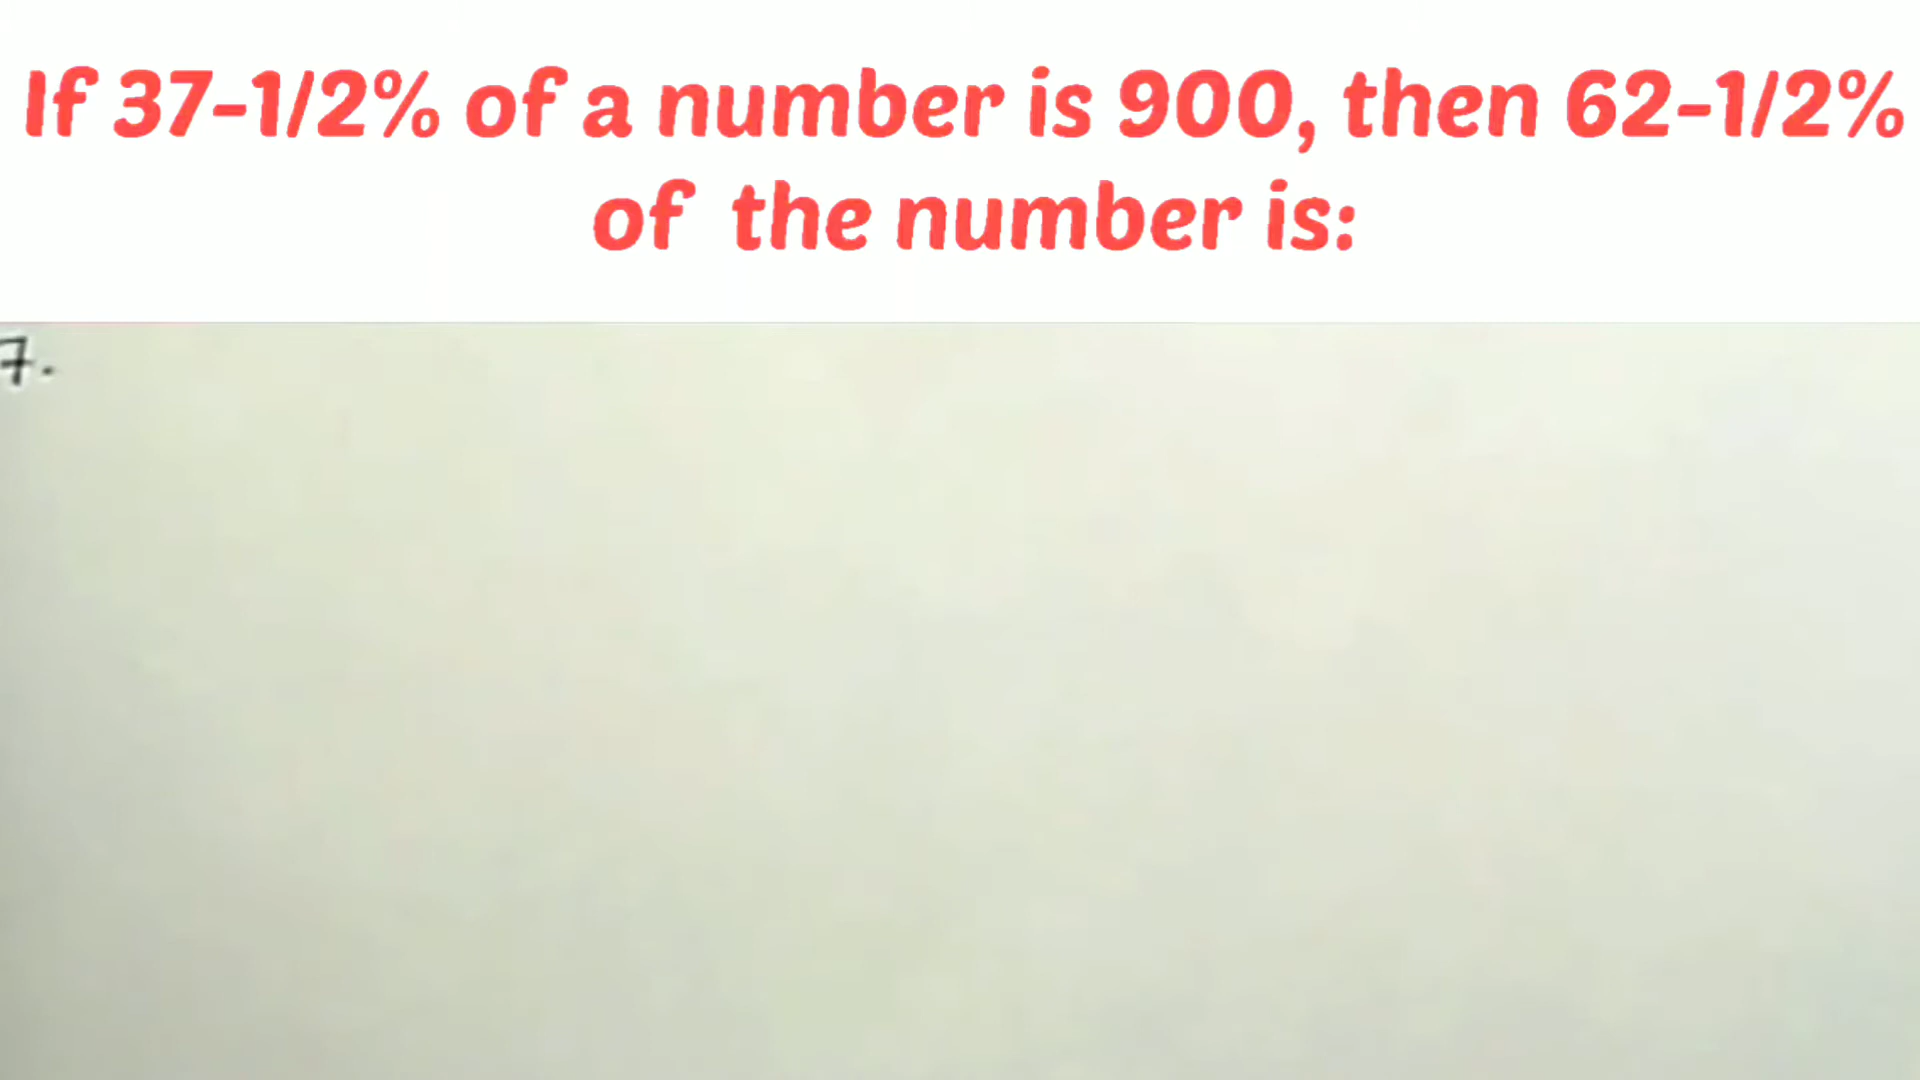 If 37-1/2% of a number is 900, then 62-1/2%
of the number is:
7.